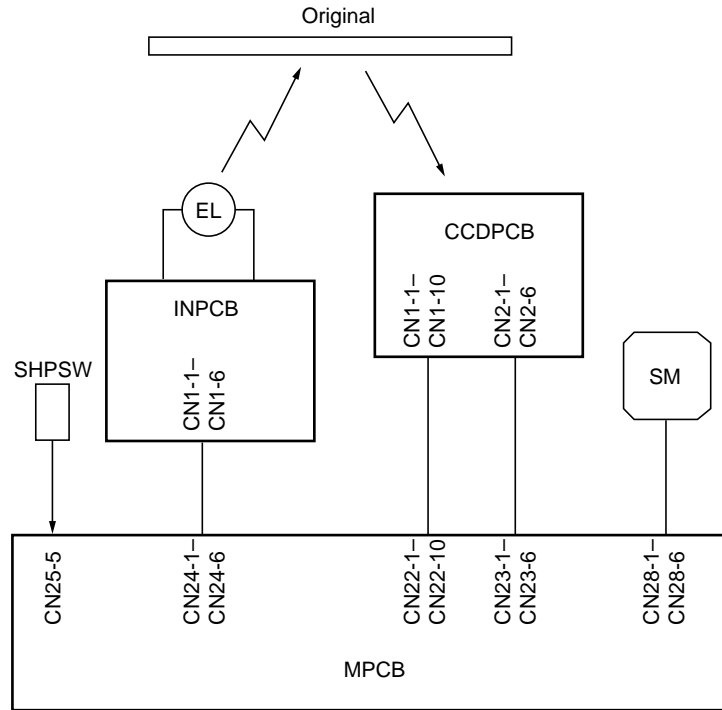 Original
EL
CCDPCB
CN1-1–
CN1-10
CN2-1–
CN2-6
INPCB
CN1-1–
CN1-6
SHPSW
SM
CN25-5
CN24-1–
CN24-6
CN22-1–
CN22-10
CN23-1–
CN23-6
CN28-1–
CN28-6
MPCB